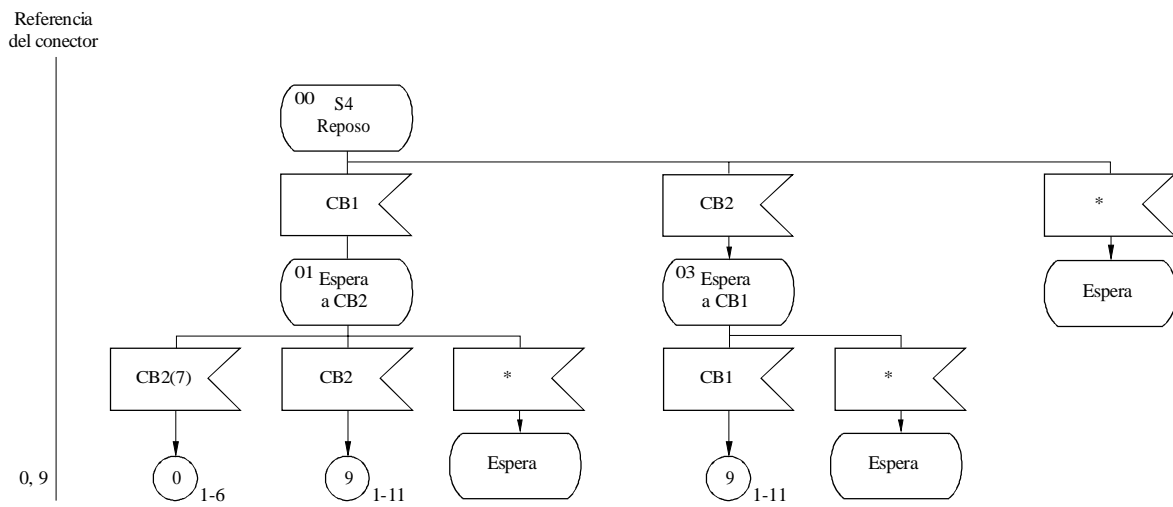 Referencia
del conector
00
S4
Reposo
CB1
CB2
*
01
Espera
a CB2
03
Espera
a CB1
Espera
CB2(7)
CB2
*
CB1
*
Espera
Espera
0, 9
0
1-6
9
1-11
9
1-11